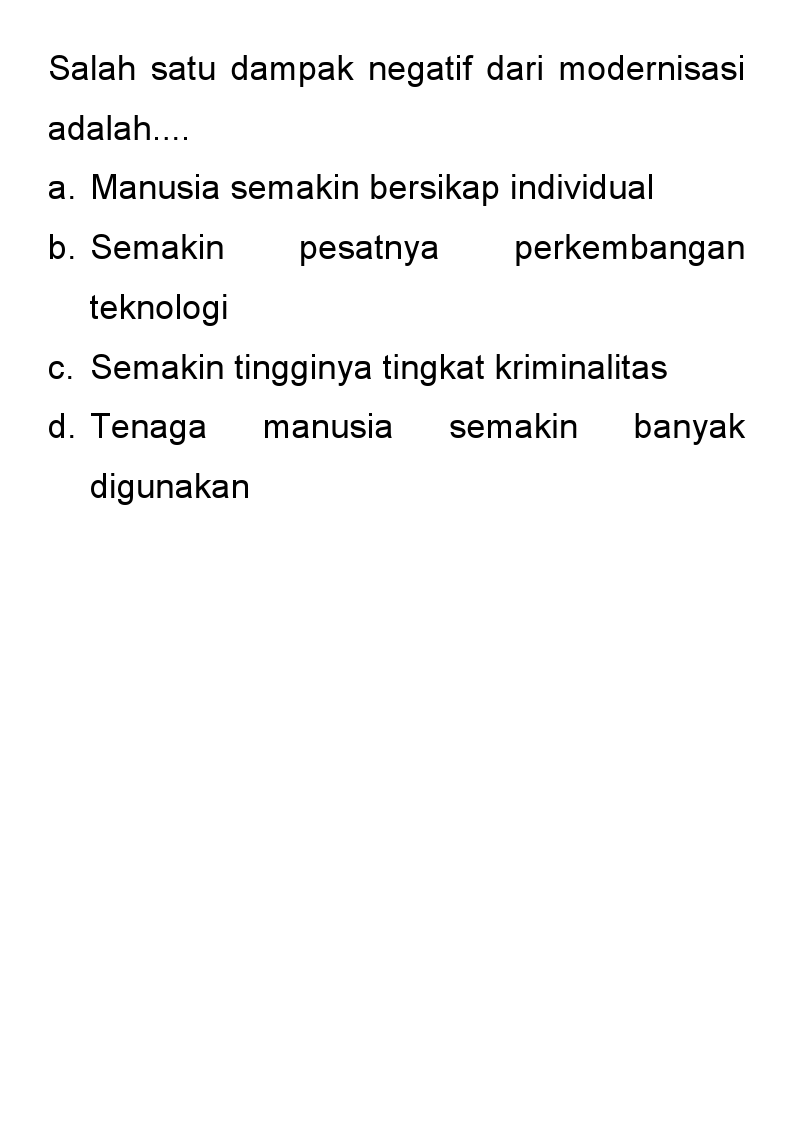 Salah satu dampak negatif dari modernisasi
adalah....
a. Manusia semakin bersikap individual
b. Semakin pesatnya perkembangan
teknologi
c. Semakin tingginya tingkat kriminalitas
d. Tenaga manusia semakin banyak
digunakan